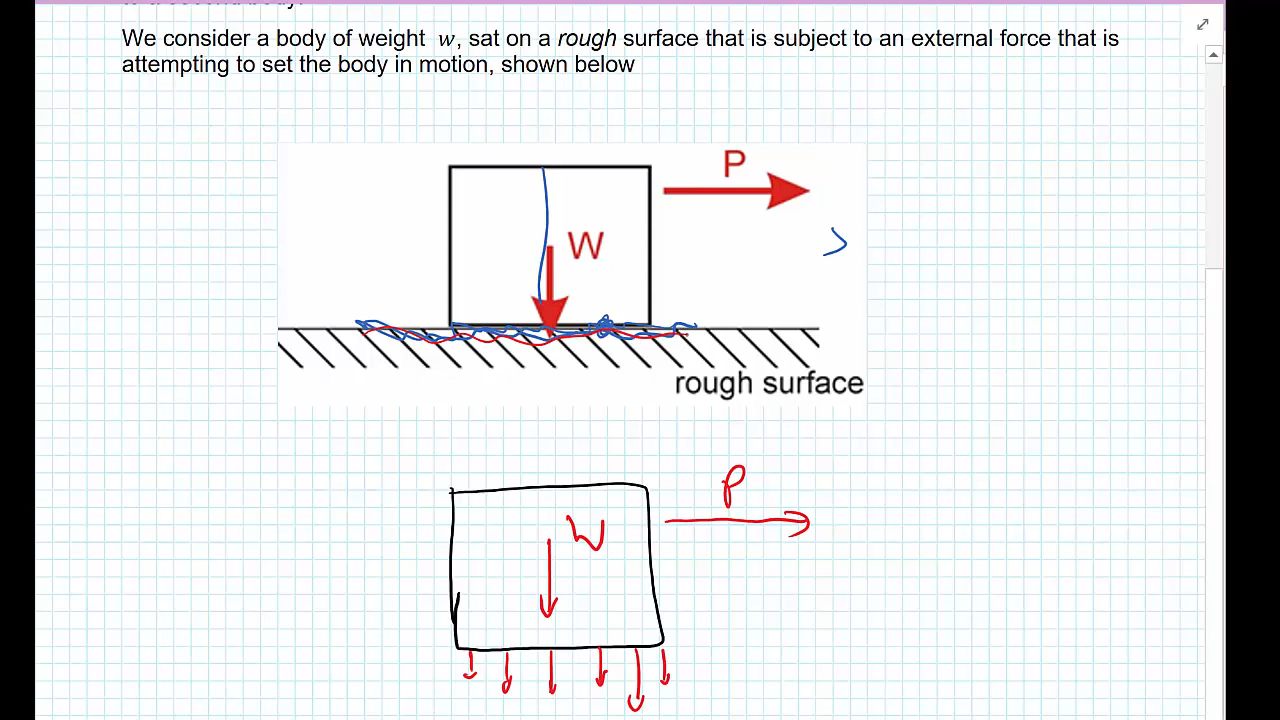 We consider a body of weight w, sat on a rough surface that is subject to an external force that is
attempting to set the body in motion, shown below
P
W
rough surface
P
W